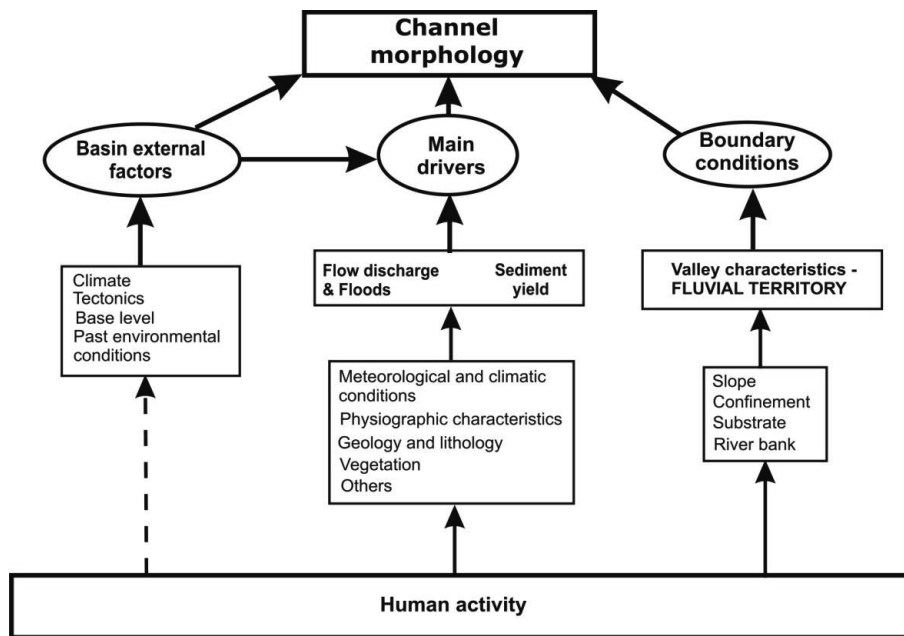 Channel
morphology
Basin external
factors
Main
drivers
Boundary
conditions
Climate
Tectonics
Base level
Past environmental
conditions
Flow discharge
& Floods
Sediment
yield
Valley characteristics -
FLUVIAL TERRITORY
Meteorological and climatic
conditions
Physiographic characteristics
Geology and lithology
Vegetation
Others
Slope
Confinement
Substrate
River bank
Human activity